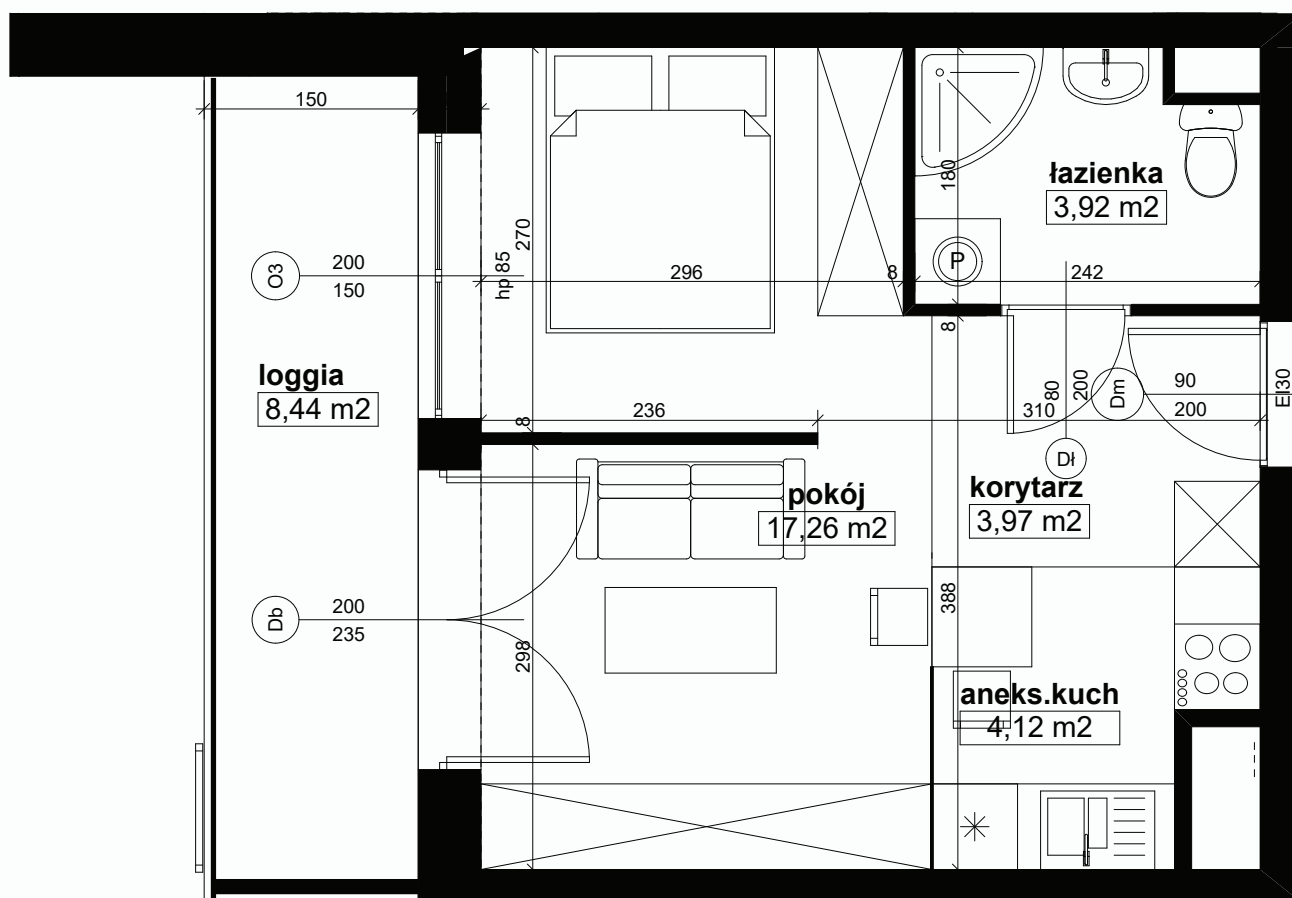 150
łazienka
3,92 m2
180
270
hp 85
O3
200
150
296
8
P
242
8
loggia
8,44 m2
236
8
310
80
200
Dm
90
200
EI30
Dł
pokój
17,26 m2
korytarz
3,97 m2
Db
200
235
298
388
aneks.kuch
4,12 m2